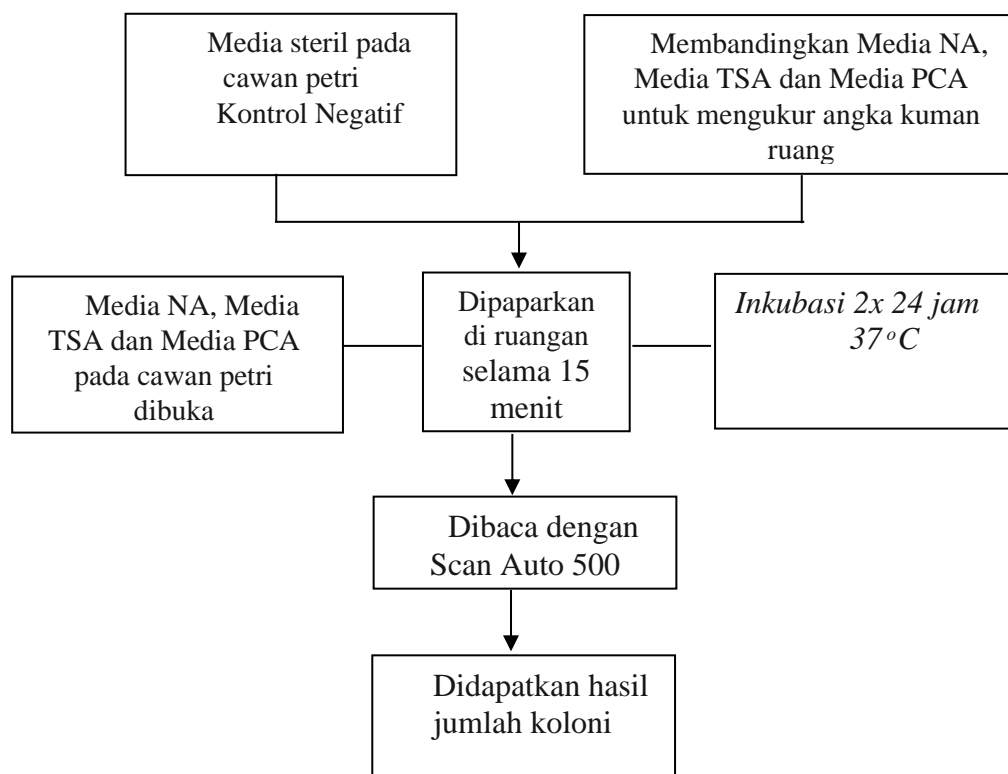 Media steril pada
cawan petri
Kontrol Negatif
Membandingkan Media NA,
Media TSA dan Media PCA
untuk mengukur angka kuman
ruang
Media NA, Media
TSA dan Media PCA
pada cawan petri
dibuka
Dipaparkan
di ruangan
selama 15
menit
Inkubasi 2x 24 jam
37°C
Dibaca dengan
Scan Auto 500
Didapatkan hasil
jumlah koloni